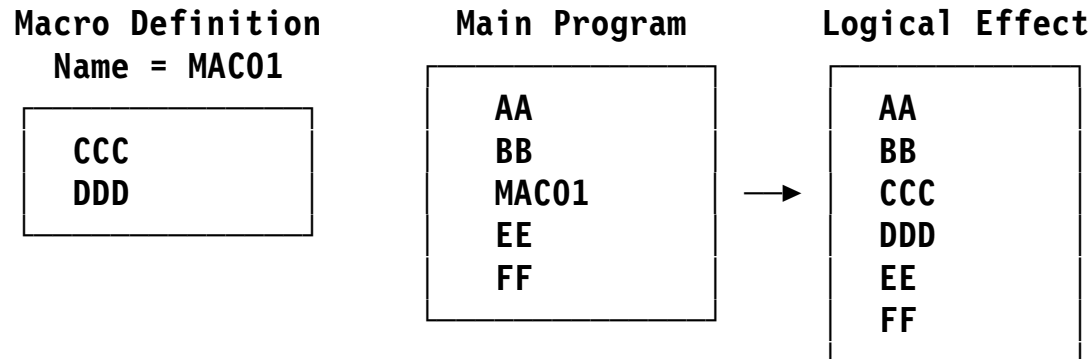 Macro Definition
Name = MAC01
CCC
DDD
Main Program
AA
BB
MAC01
EE
FF
Logical Effect
AA
BB
CCC
DDD
EE
FF